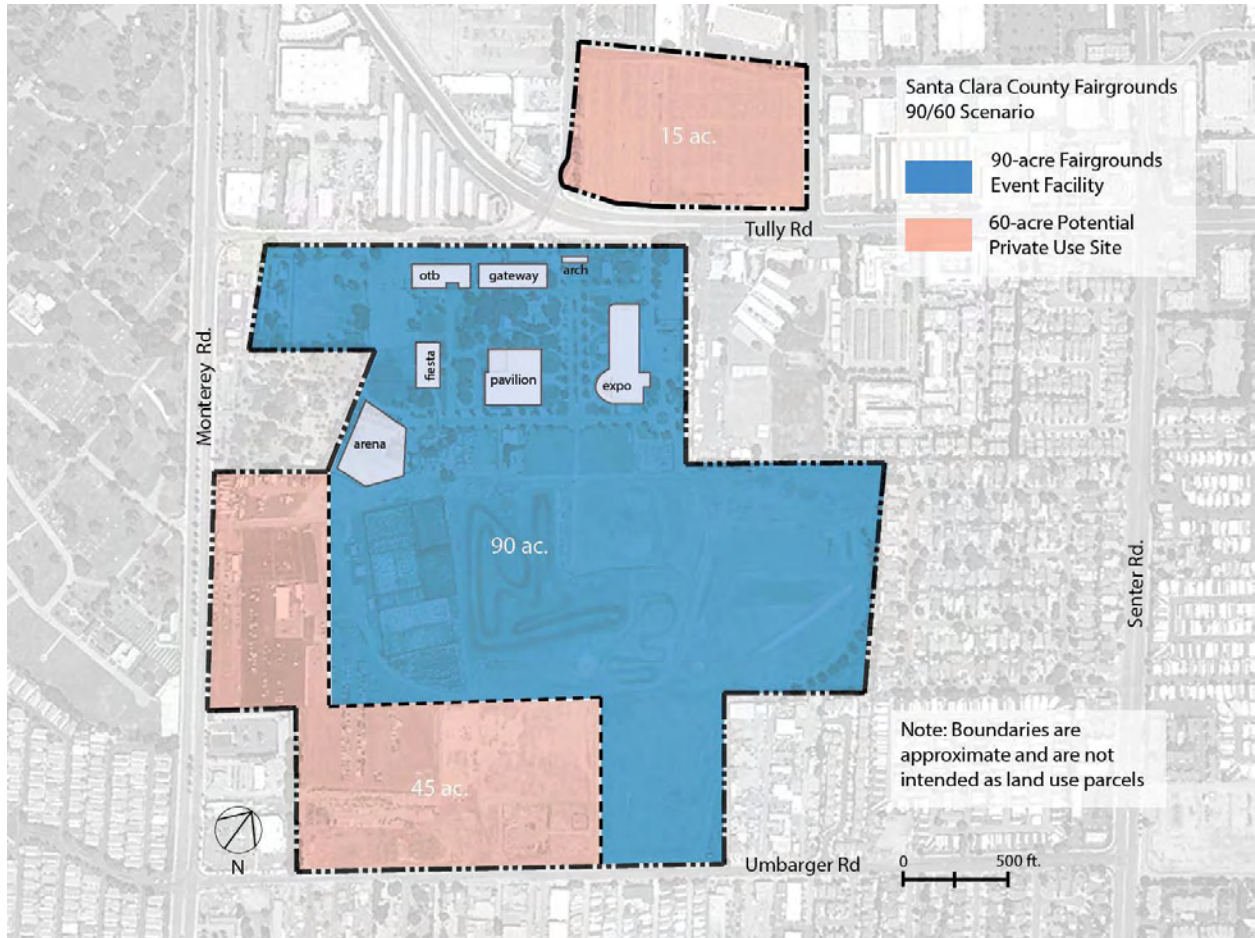 Santa Clara County Fairgrounds
90/60 Scenario
90-acre Fairgrounds
Event Facility
60-acre Potential
Private Use Site
15 ac.
Tully Rd
otb
gateway
arch
fiesta
pavilion
expo
arena
Monterey Rd.
90 ac.
Senter Rd.
Note: Boundaries are
approximate and are not
intended as land use parcels
45 ac.
N
Umbarger Rd
0
500 ft.